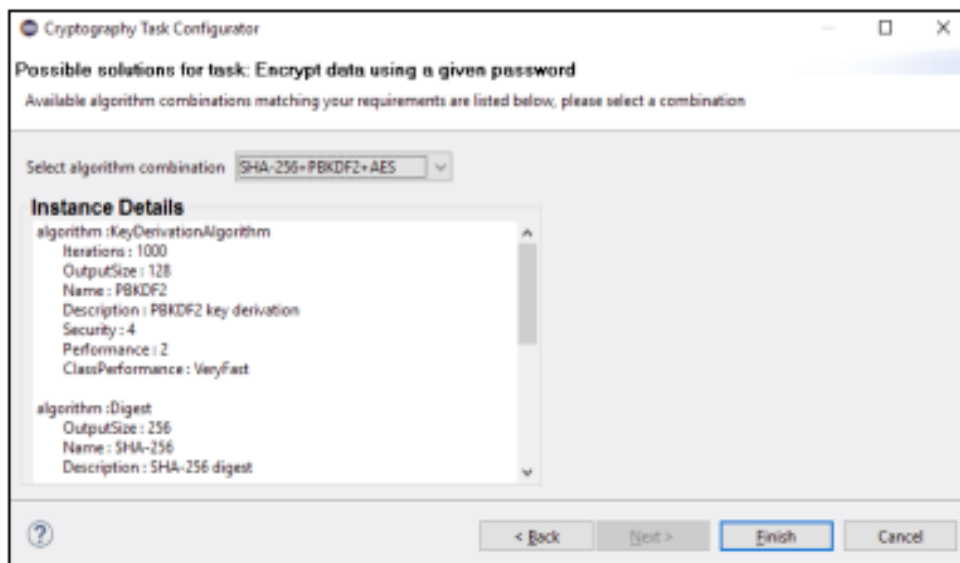 Cryptography Task Configurator
Possible solutions for task: Encrypt data using a given password
Available algorithm combinations matching your requirements are listed below, please select a combination
Select algorithm combination SHA-256+PBKDF2+AES
Instance Details
algorithm :KeyDerivationAlgorithm
Iterations : 1000
OutputSize : 128
Name : PBKDF2
Description : PBKDF2 key derivation
Security : 4
Performance : 2
ClassPerformance : VeryFast
algorithm :Digest
OutputSize : 256
Name : SHA-256
Description : SHA-256 digest
? < Back Next > Finish Cancel